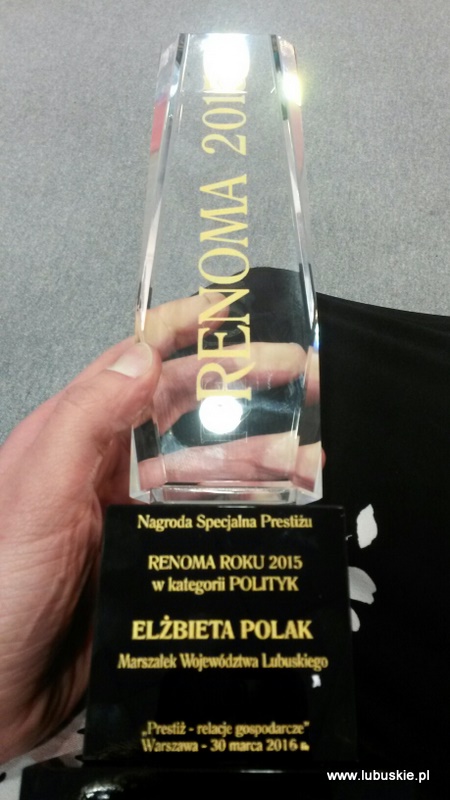 RENOMA 201
Nagroda Specjalna Prestiżu
RENOMA ROKU 2015
w kategorii POLITYK
ELŻBIETA POLAK
Marszałek Województwa Lubuskiego
„Prestiż - relacje gospodarcze"
Warszawa - 30 marca 2016 r.
www.lubuskie.pl